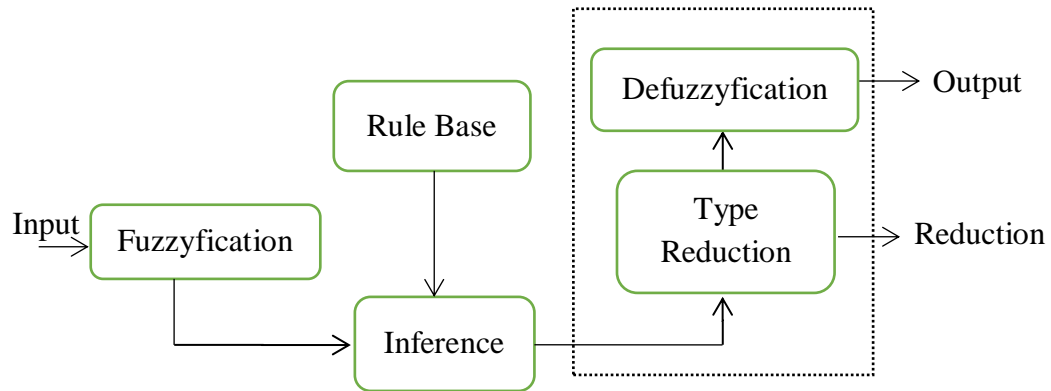 Defuzzyfication
Output
Rule Base
Type
Reduction
Reduction
Input
Fuzzyfication
Inference